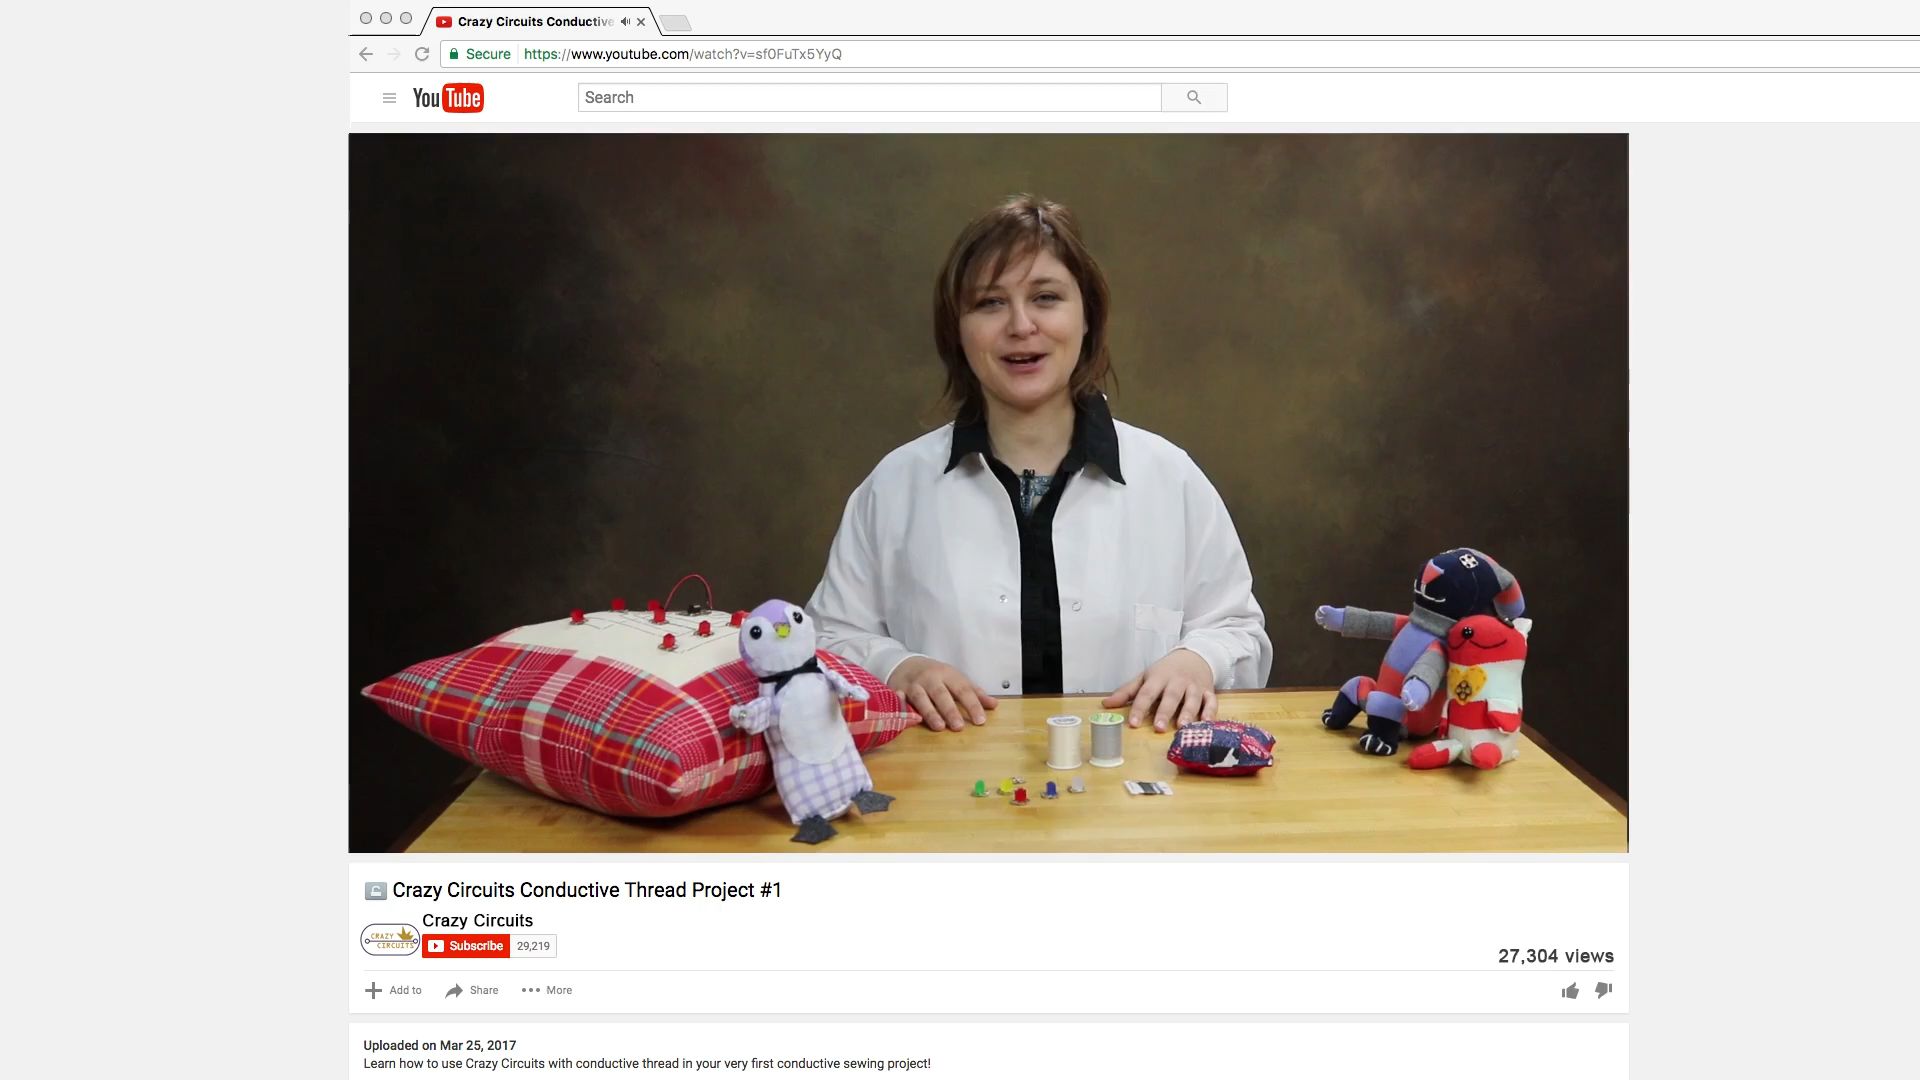 Crazy Circuits Conductive
Secure https://www.youtube.com/watch?v=sf0FuTx5YyQ
YouTube
Search
Crazy Circuits Conductive Thread Project #1
Crazy Circuits
CRAZY
CIRCUITS
Subscribe 29,219
27,304 views
Add to Share More
Uploaded on Mar 25, 2017
Learn how to use Crazy Circuits with conductive thread in your very first conductive sewing project!